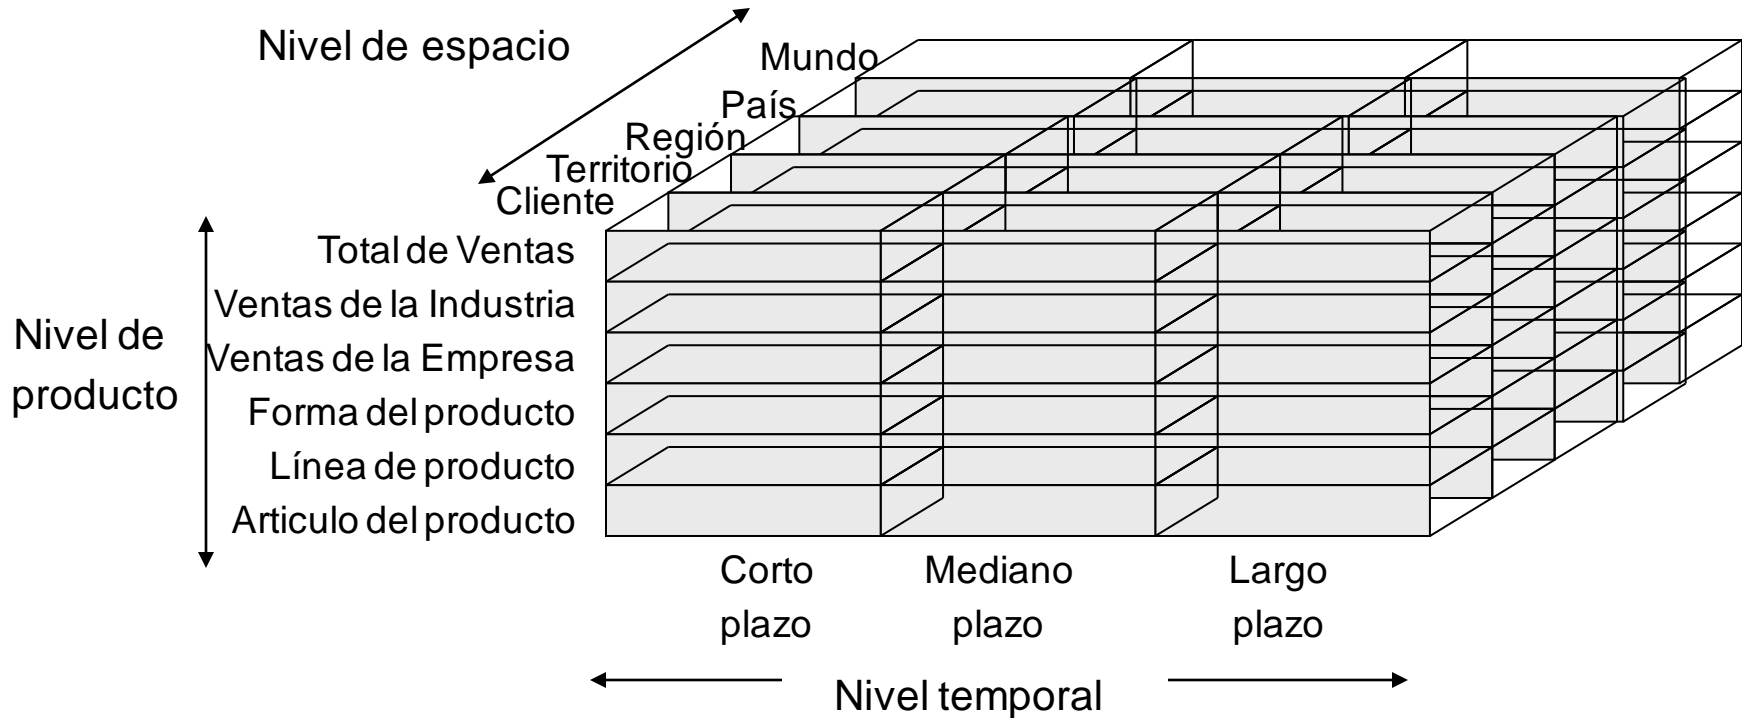 Nivel de espacio
Mundo
País
Región
Territorio
Cliente
Total de Ventas
Ventas de la Industria
Nivel de
producto
Ventas de la Empresa
Forma del producto
Línea de producto
Articulo del producto
Corto
plazo
Mediano
plazo
Largo
plazo
Nivel temporal